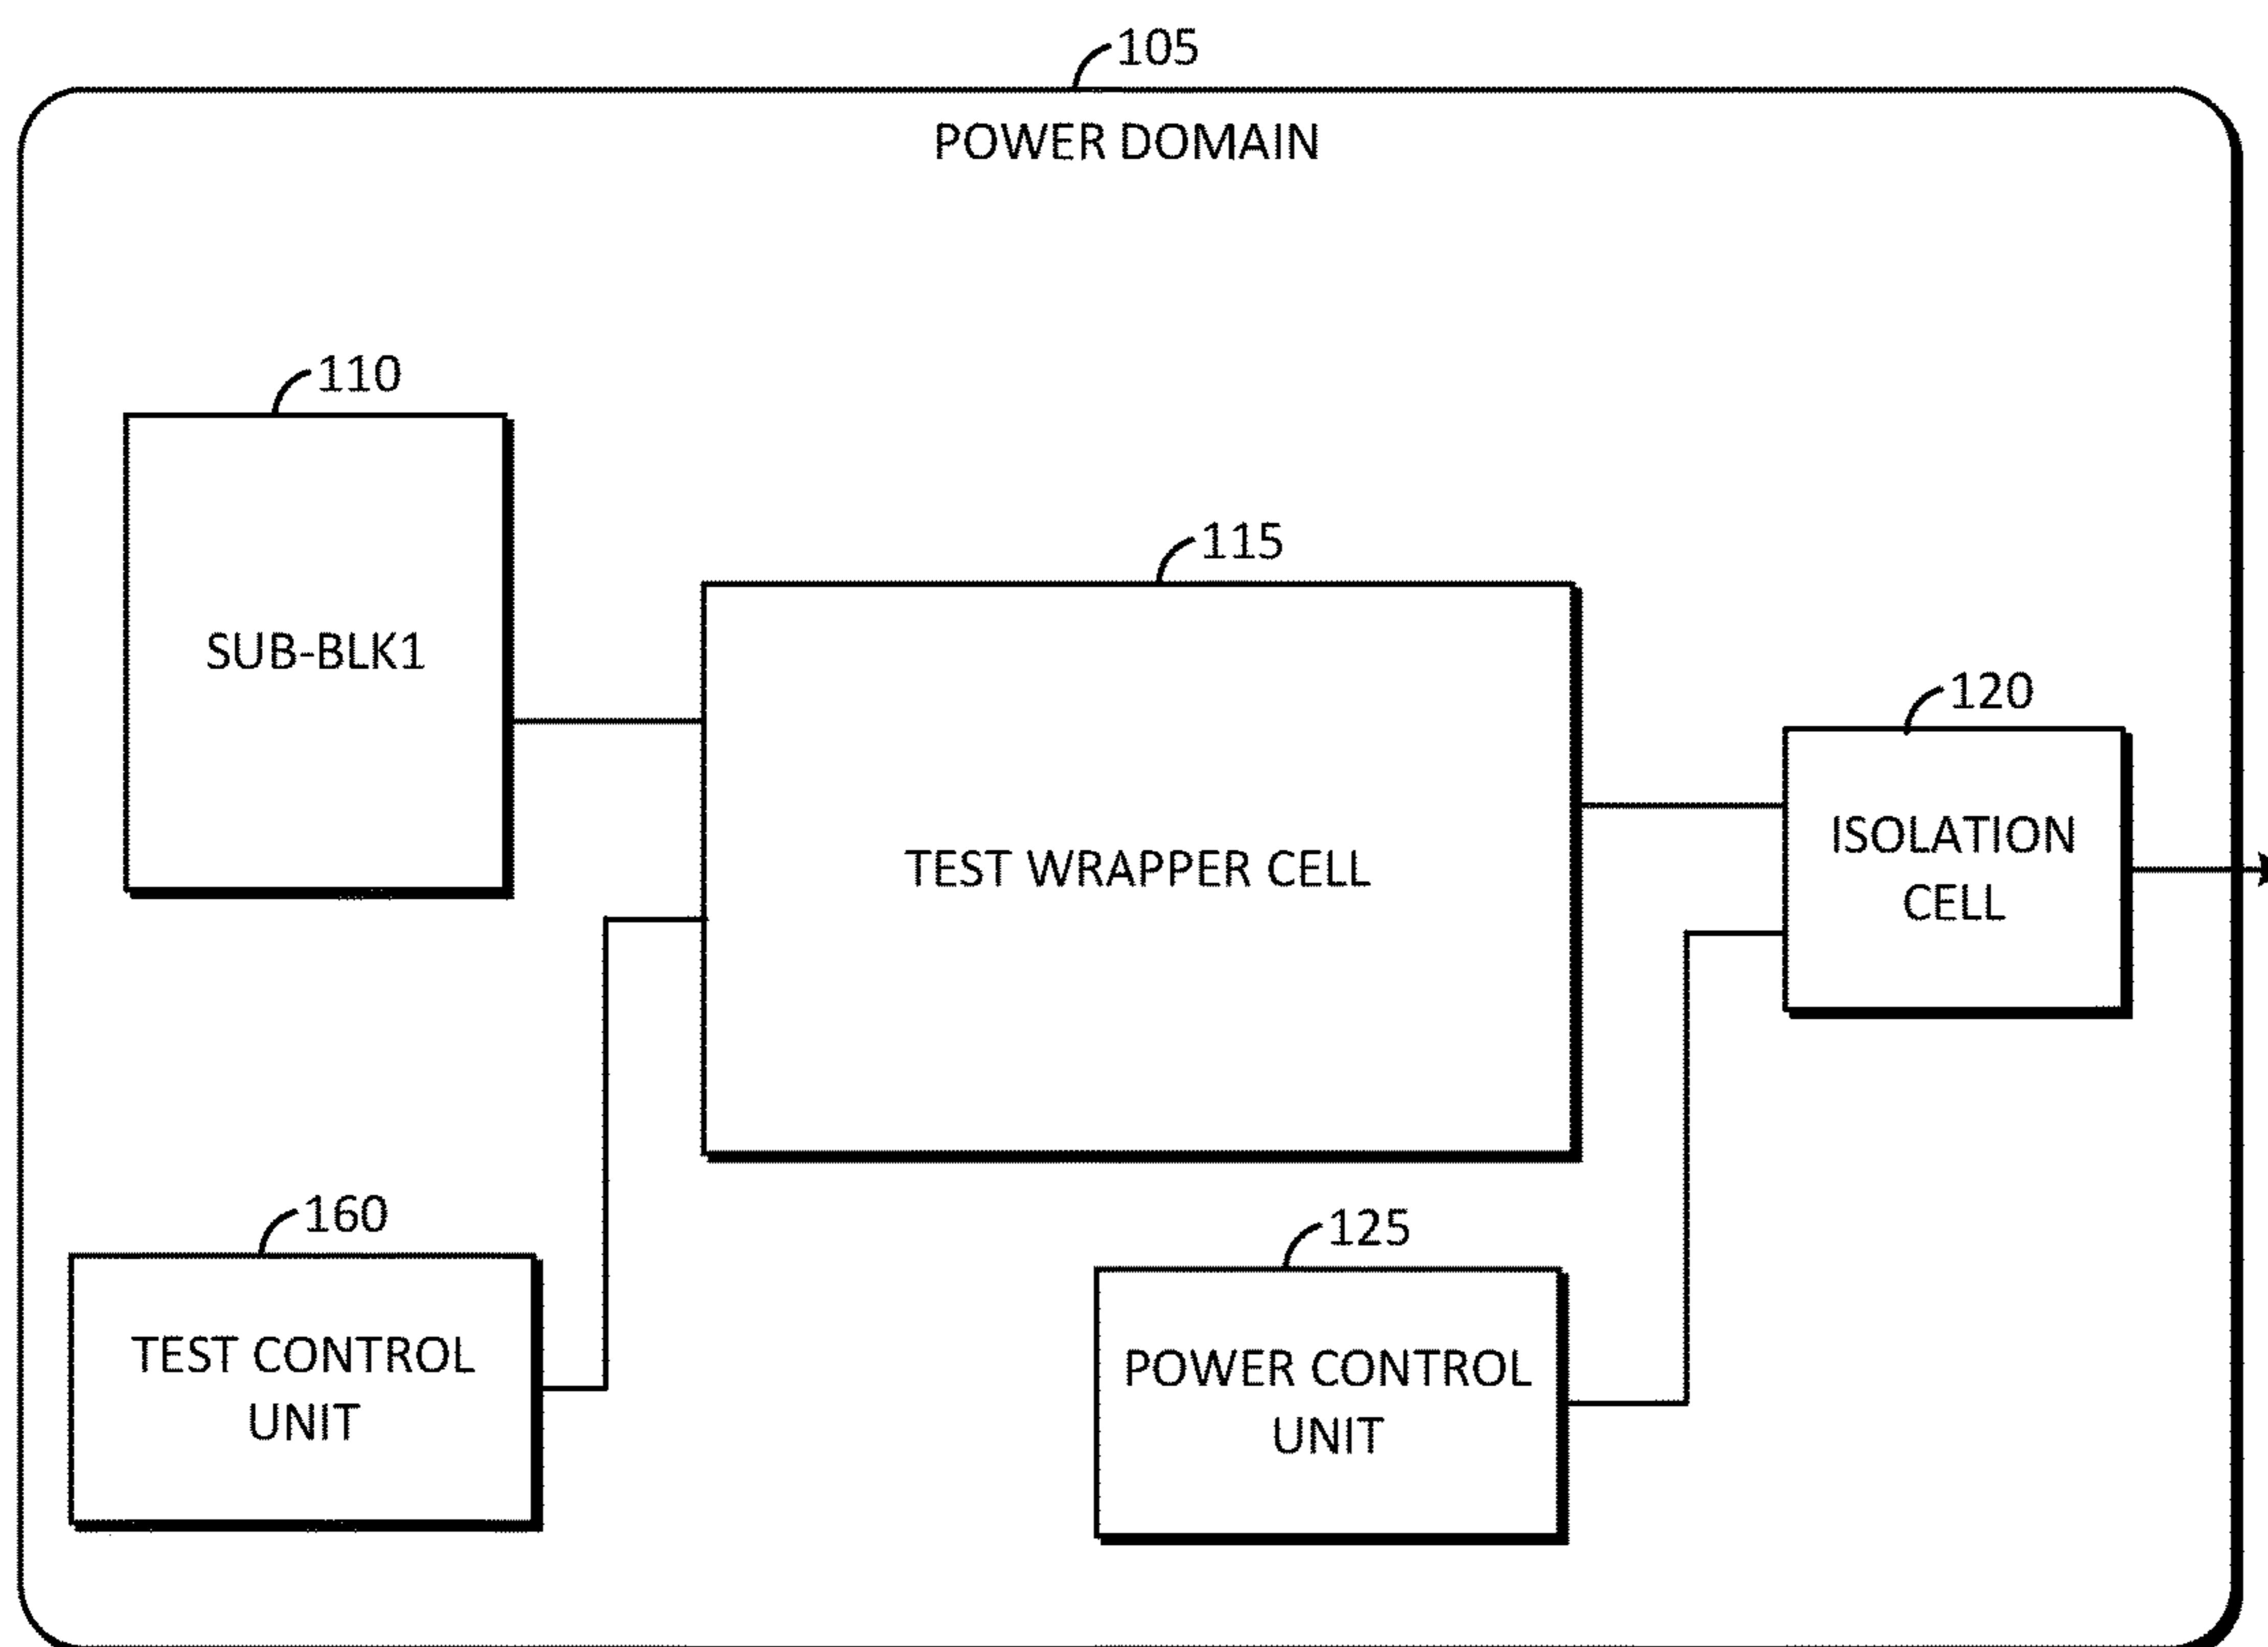 105
POWER DOMAIN
110
SUB-BLK1
115
TEST WRAPPER CELL
120
ISOLATION
CELL
160
TEST CONTROL
UNIT
125
POWER CONTROL
UNIT